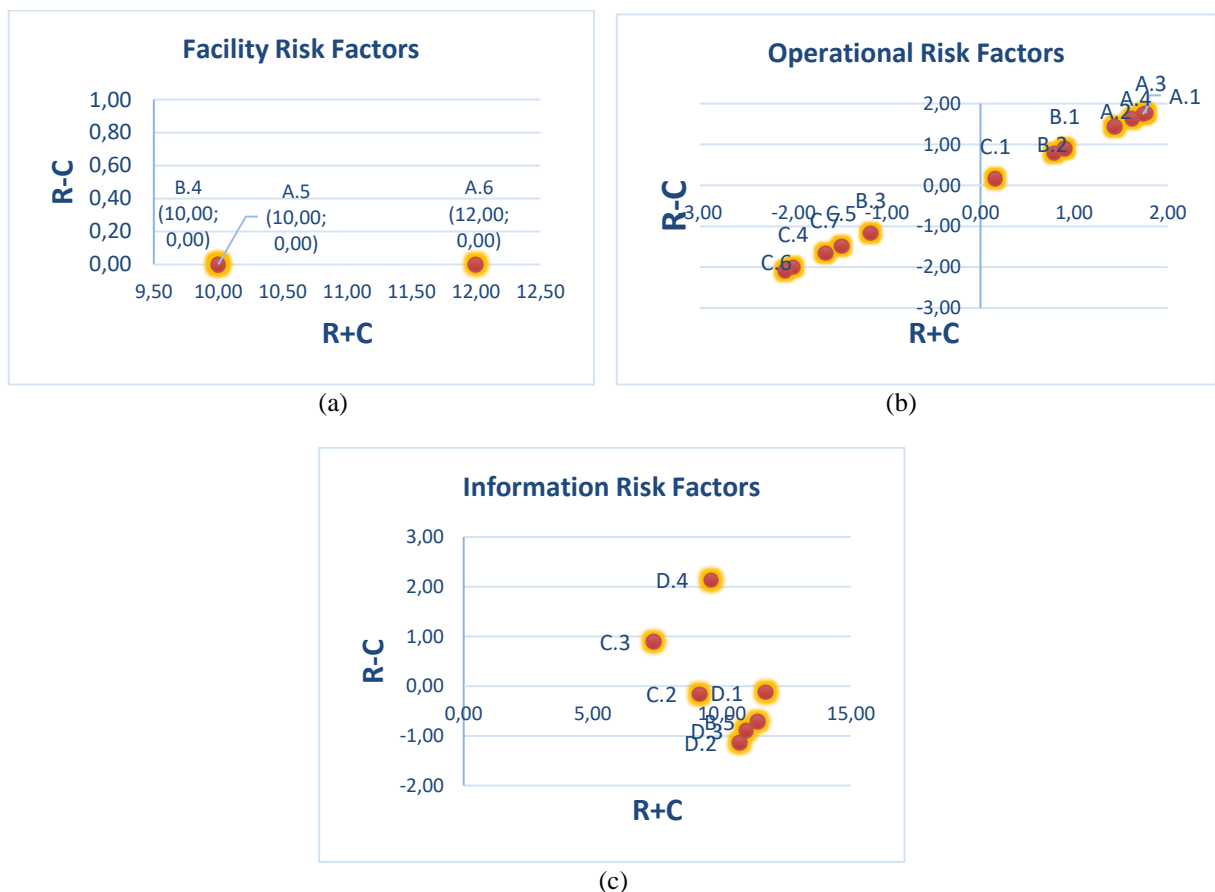 Facility Risk Factors
1,00
0,80
0,60
0,40
0,20
0,00
R-C
B.4
(10,00;
0,00)
A.5
(10,00;
0,00)
A.6
(12,00;
0,00)
9,50 10,00 10,50 11,00 11,50 12,00 12,50
R+C
(a)
Operational Risk Factors
A.3
A.4
A.1
2,00
B.1
A.2
C.1
B.2
1,00
0,00
R-C
-3,00 -2,00 -1,00 0,00 1,00 2,00
B.3
C.5
C.7
-1,00
C.4
C.6
-2,00
-3,00
R+C
(b)
Information Risk Factors
3,00
2,00
1,00
0,00
-1,00
-2,00
R-C
D.4
C.3
C.2
D.1
0,00 5,00 10,00 15,00
B.5
D.3
D.2
R+C
(c)